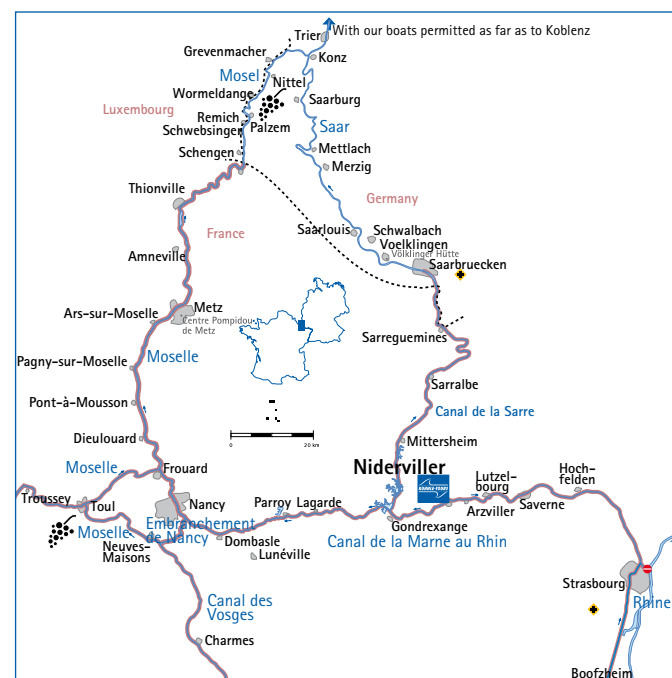 With our boats permitted as far as to Koblenz
Trier
Grevenmacher
Konz
Mosel
Nittel
Wormeldange
Saarburg
Luxembourg
Remich
Saar
Schwebsinger
Palzem
Mettlach
Schengen
Merzig
Thionville
Germany
France
Saarlouis
Schwalbach
Voelklingen
Völklinger Hütte
Amneville
Saarbruecken
Metz
Ars-sur-Moselle
Centre Pompidou
de Metz
Sarreguemines
Moselle
Pagny-sur-Moselle
Sarralbe
Pont-à-Mousson
Canal de la Sarre
0
20 km
Dieulouard
Mittersheim
Moselle
Frouard
Niderviller
Hoch-
felden
Lutzel-
bourg
Troussey
Toul
Nancy
Parroy
Lagarde
Saverne
Arzviller
Embranchement
de Nancy
Moselle
Gondrexange
Neuves-
Maisons
Dombasle
Canal de la Marne au Rhin
Lunéville
Strasbourg
Canal des
Vosges
Rhine
Charmes
Boofzheim